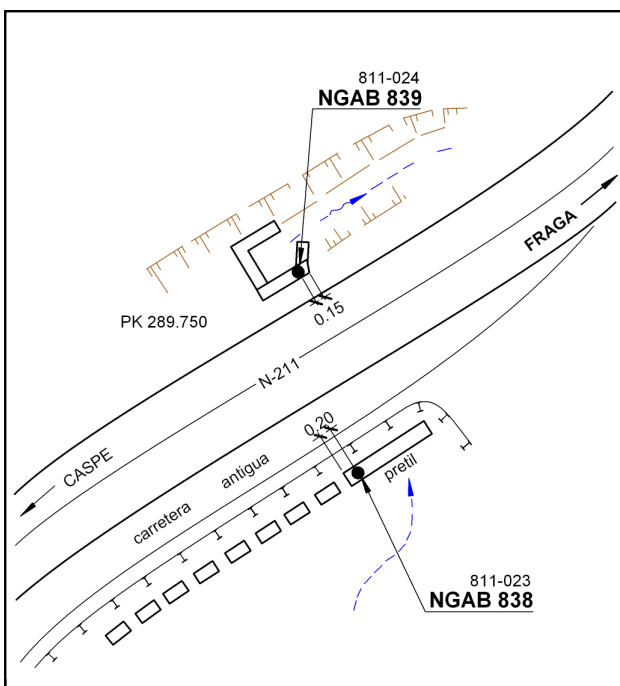 811-024
NGAB 839
FRAGA
0.15
PK 289.750
N-211
CASPE
0.20
carretera antigua
pretil
811-023
NGAB 838